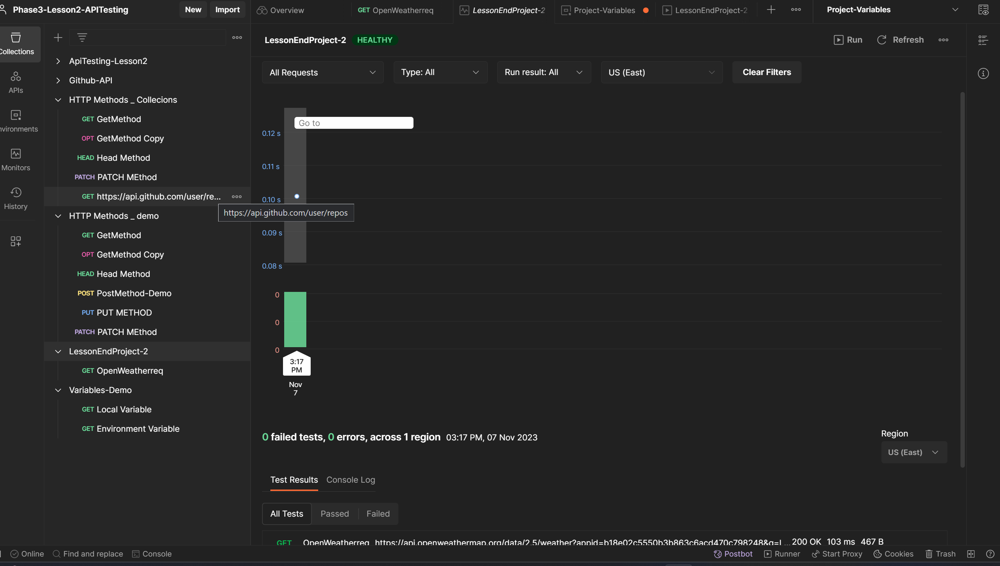 Phase3-Lesson2-APITesting
New
Import
Overview
GET OpenWeatherreq
LessonEndProject-2
Project-Variables
LessonEndProject-2
Project-Variables
Collections
APIs
nvironments
Monitors
History
ApiTesting-Lesson2
Github-API
HTTP Methods _ Collecions
GET GetMethod
OPT GetMethod Copy
HEAD Head Method
PATCH PATCH MEthod
GET https://api.github.com/user/re...
HTTP Methods _ demo
GET GetMethod
OPT GetMethod Copy
HEAD Head Method
POST PostMethod-Demo
PUT PUT METHOD
PATCH PATCH MEthod
LessonEndProject-2
GET OpenWeatherreq
Variables-Demo
GET Local Variable
GET Environment Variable
https://api.github.com/user/repos
LessonEndProject-2 HEALTHY
Run
Refresh
All Requests
Type: All
Run result: All
US (East)
Clear Filters
Go to
0.12 s
0.11 s
0.10 s
0.09 s
0.08 s
0
0
0
3:17
PM
Nov
7
0 failed tests, 0 errors, across 1 region 03:17 PM, 07 Nov 2023
Region
US (East)
Test Results
Console Log
All Tests
Passed
Failed
GET OpenWeatherreq https://api.openweathermap.org/data/2.5/weather?appid=b18e02c5550b3b863c6acd470c798248&q=L... 200 OK 103 ms 467 B
Online
Find and replace
Console
Postbot
Runner
Start Proxy
Cookies
Trash